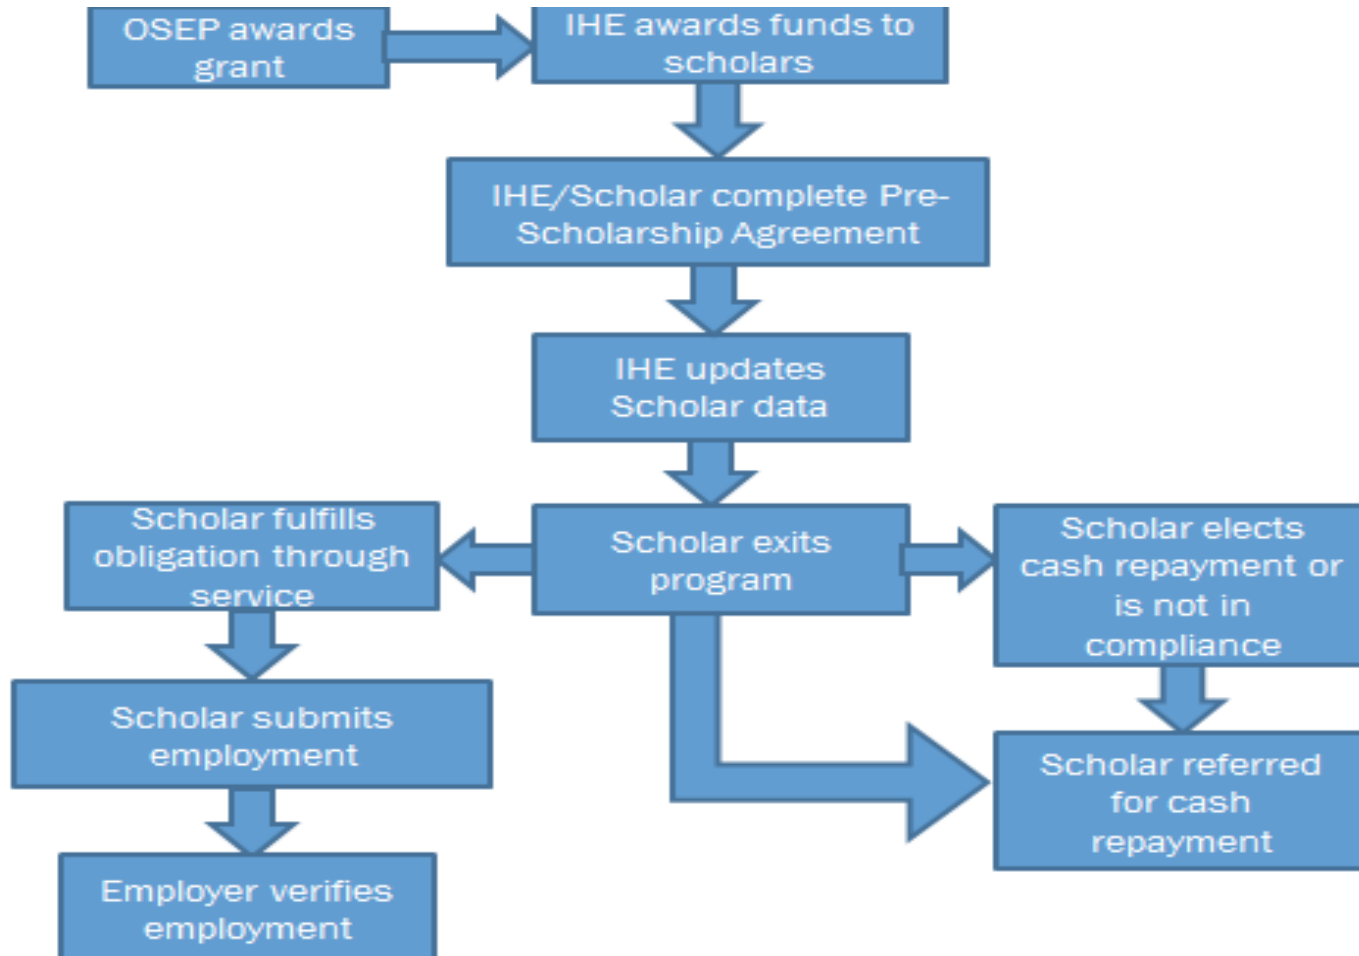 OSEP awards
grant
IHE awards funds to
scholars
IHE/Scholar complete Pre-
Scholarship Agreement
IHE updates
Scholar data
Scholar exits
program
Scholar fulfills
obligation through
service
Scholar submits
employment
Employer verifies
employment
Scholar elects
cash repayment or
is not in
compliance
Scholar referred
for cash
repayment